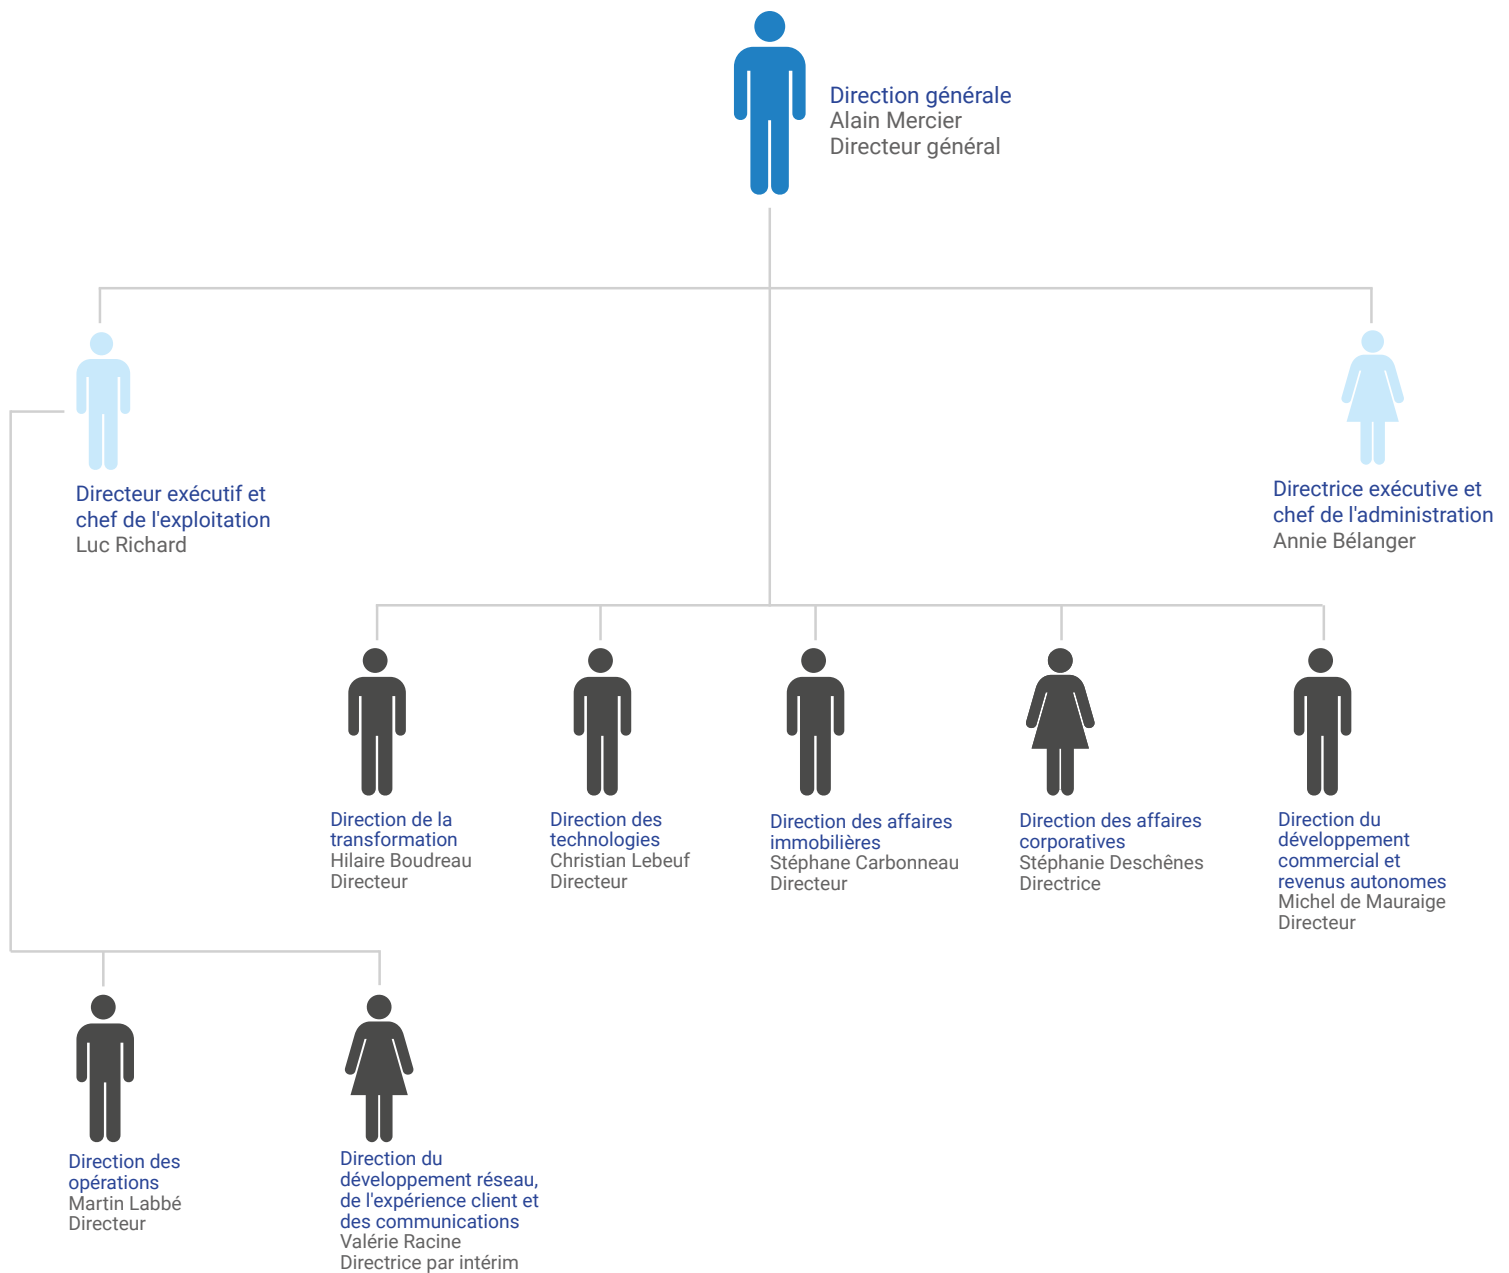 Direction générale
Alain Mercier
Directeur général
Directeur exécutif et
chef de l'exploitation
Luc Richard
Directrice exécutive et
chef de l'administration
Annie Bélanger
Direction de la
transformation
Hilaire Boudreau
Directeur
Direction des
technologies
Christian Lebeuf
Directeur
Direction des affaires
immobilières
Stéphane Carbonneau
Directeur
Direction des affaires
corporatives
Stéphanie Deschênes
Directrice
Direction du
développement
commercial et
revenus autonomes
Michel de Mauraige
Directeur
Direction des
opérations
Martin Labbé
Directeur
Direction du
développement réseau,
de l'expérience client et
des communications
Valérie Racine
Directrice par intérim